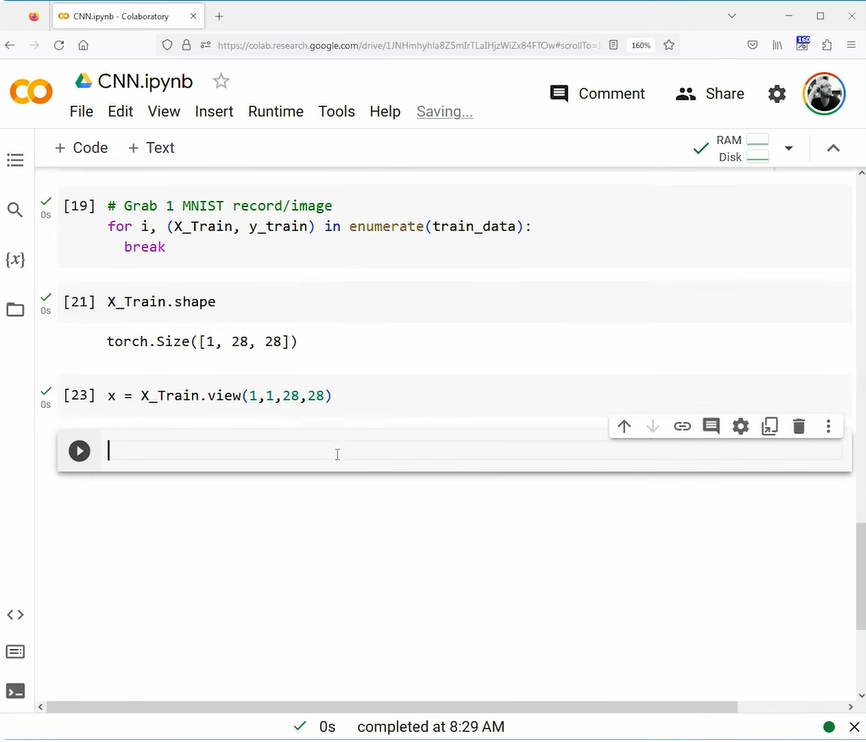 CNN.ipynb - Colaboratory
160
https://colab.research.google.com/drive/1JNHmhyhIa8Z5mIrTLaIHjzWiZx84FTOw#scrollTo=
160%
CNN.ipynb
File Edit View Insert Runtime Tools Help Saving...
Comment Share
+ Code + Text
RAM
Disk
[19] # Grab 1 MNIST record/image
0s
for i, (X_Train, y_train) in enumerate(train_data):
break
[21] X_Train.shape
0s
torch.Size([1, 28, 28])
[23] x = X_Train.view(1,1,28,28)
0s
0s completed at 8:29 AM